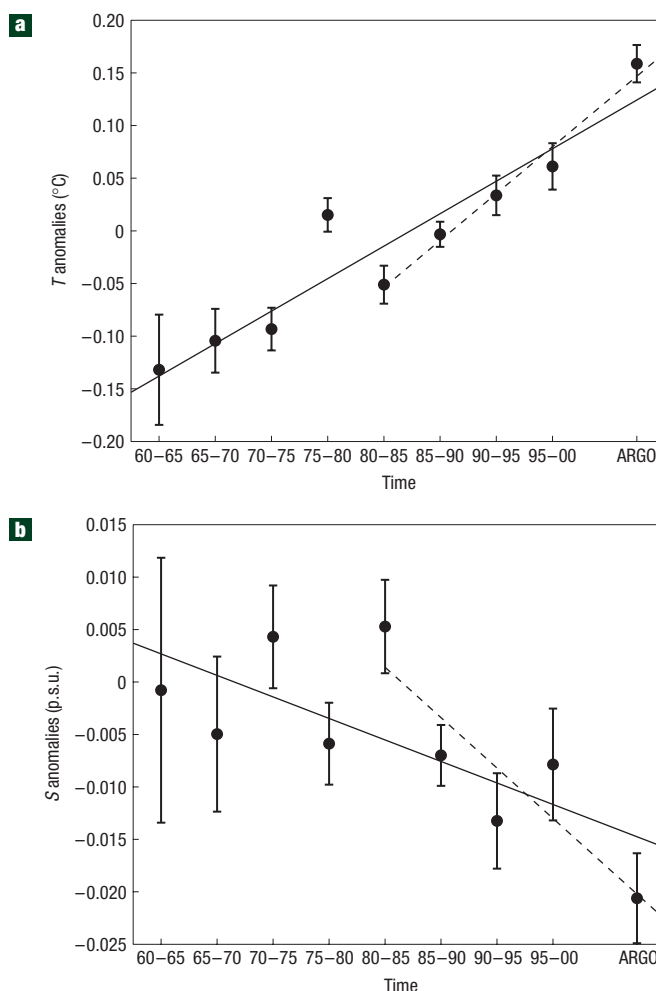 a
0.20
0.15
0.10
0.05
0
−0.05
−0.10
−0.15
−0.20
T anomalies (°C)
60–65 65–70 70–75 75–80 80–85 85–90 90–95 95–00 ARGO
Time
b
0.015
0.010
0.005
0
−0.005
−0.010
−0.015
−0.020
−0.025
S anomalies (p.s.u.)
60–65 65–70 70–75 75–80 80–85 85–90 90–95 95–00 ARGO
Time